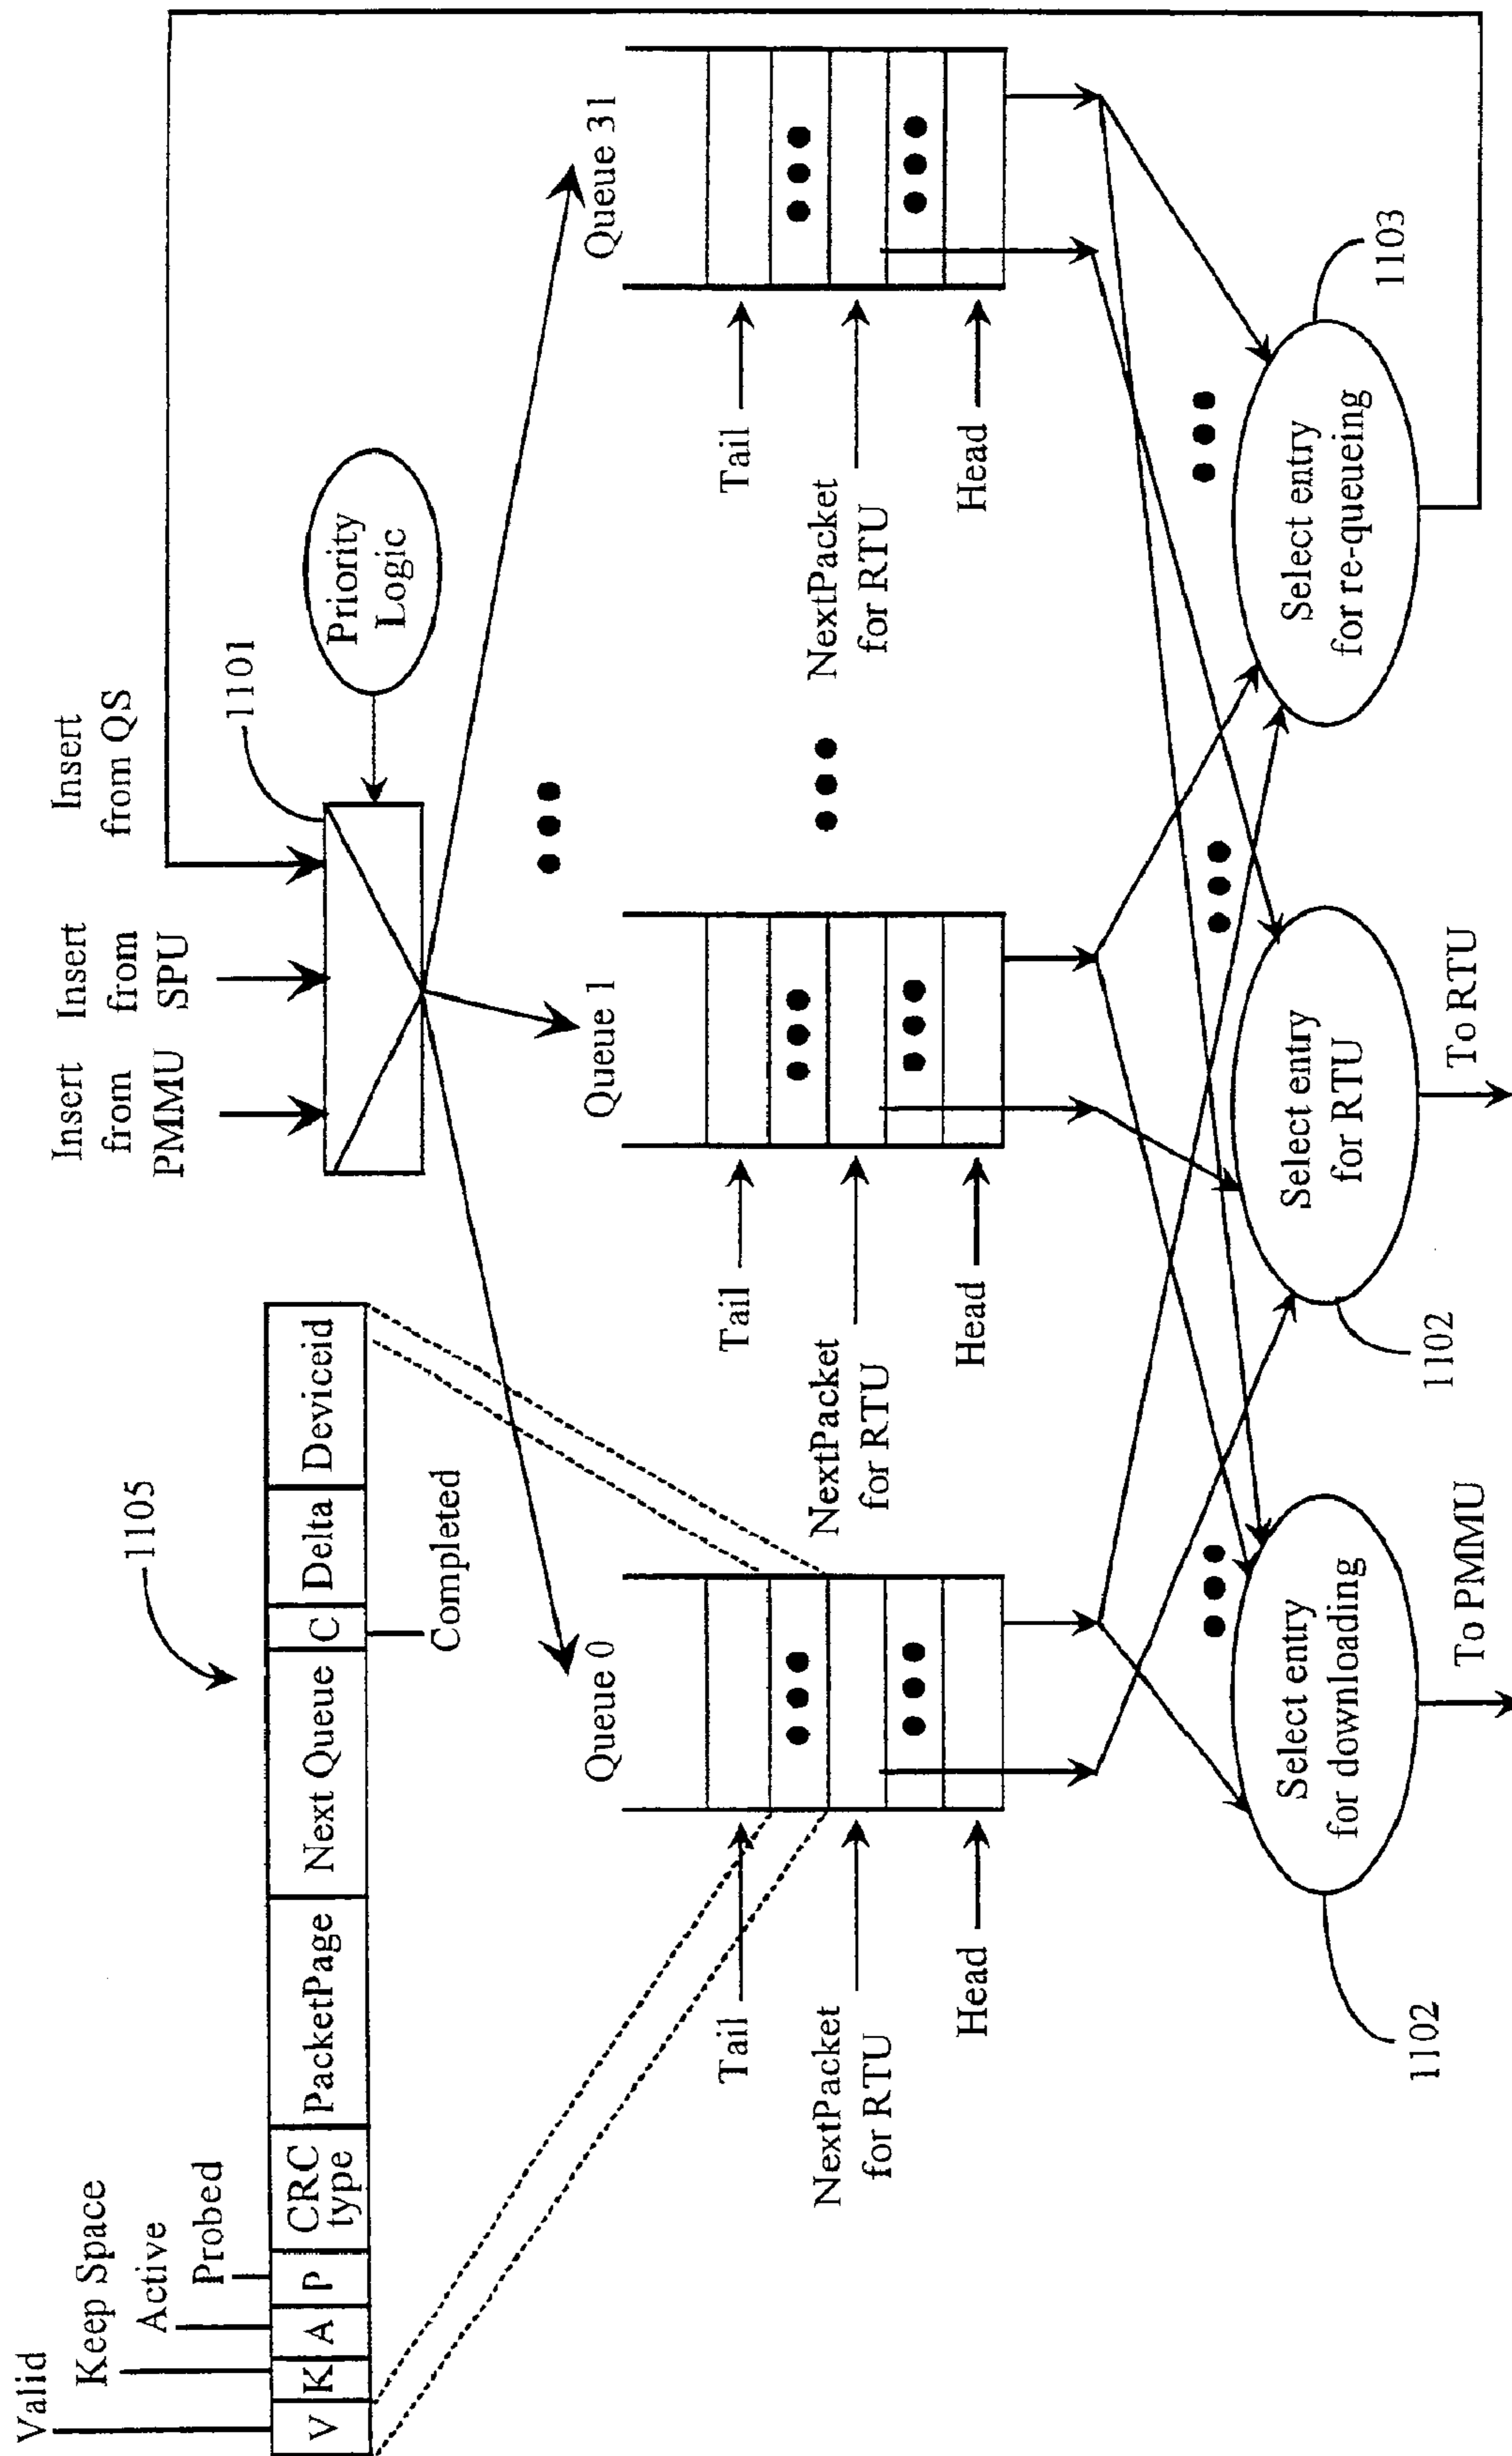 Valid
Keep Space
Active
Probed
V
K
A
P
CRC
type
PacketPage
Next Queue
C
Delta
Deviceid
Completed
1105
Insert
from
PMMU
Insert
from
SPU
Insert
from QS
1101
Priority
Logic
Queue 0
Queue 1
Queue 31
Tail
NextPacket
for RTU
Head
Tail
NextPacket
for RTU
Head
Tail
NextPacket
for RTU
Head
Select entry
for downloading
1102
To PMMU
Select entry
for RTU
1102
To RTU
Select entry
for re-queueing
1103